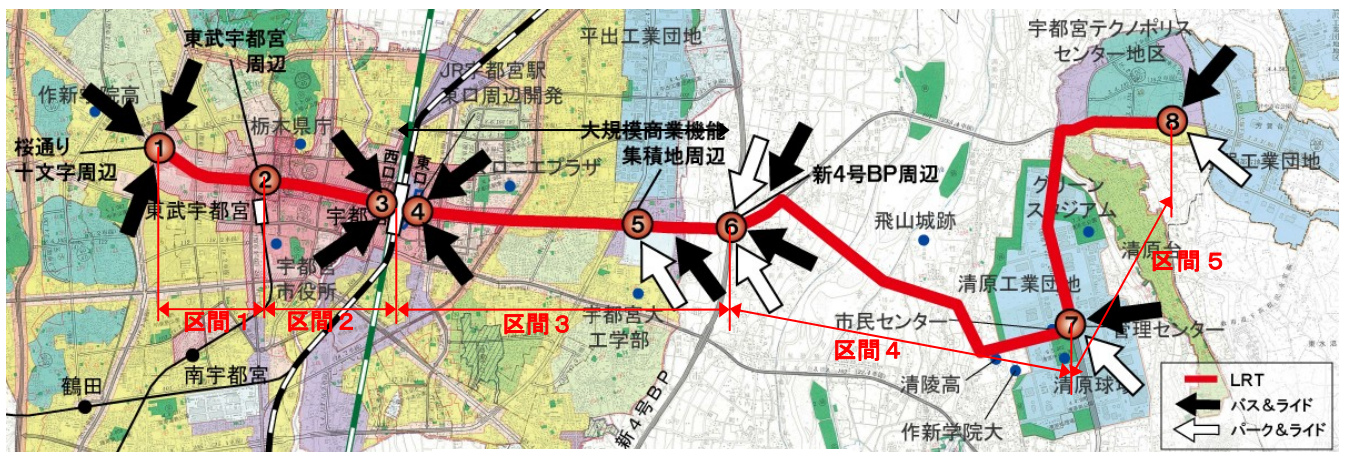 東武宇都宮
周辺
作新学院高
桜通り
十文字周辺
栃木県庁
東武宇都宮
宇都宮
市役所
南宇都宮
鶴田
JR宇都宮駅
東口周辺開発
西口
東口
宇都
ロニエプラザ
平出工業団地
大規模商業機能
集積地周辺
新4号BP周辺
宇都宮大
工学部
新4号BP
飛山城跡
宇都宮テクノポリス
センター地区
工業団地
グリーン
スタジアム
清原台
清原工業団地
市民センター
管理センター
清陵高
作新学院大
清原球場
1
2
3
4
5
6
7
8
区間1
区間2
区間3
区間4
区間5
LRT
バス&ライド
パーク&ライド